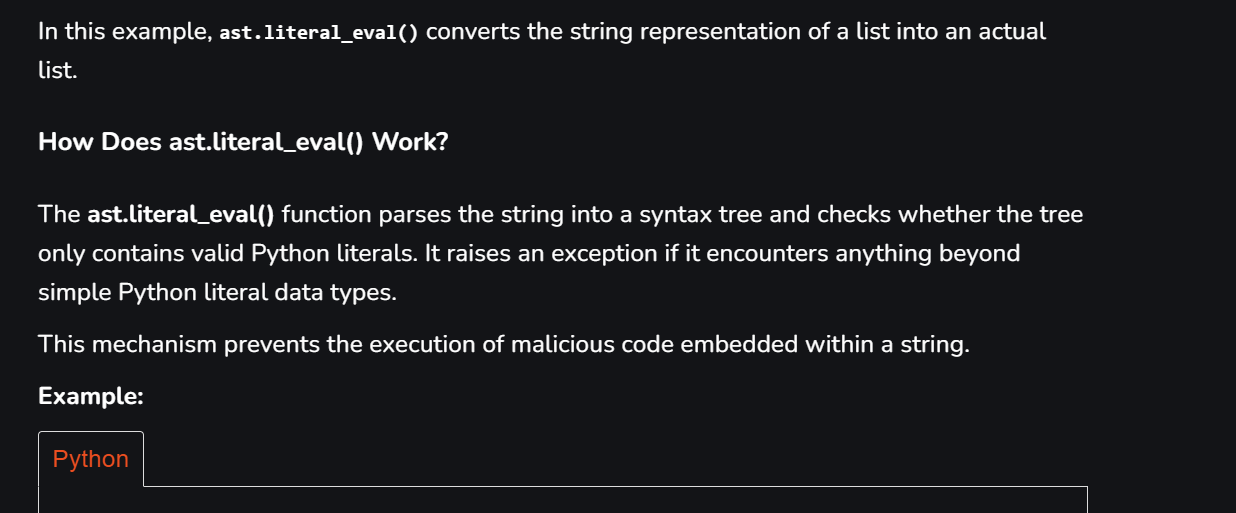 In this example, ast.literal_eval() converts the string representation of a list into an actual
list.
How Does ast.literal_eval() Work?
The ast.literal_eval() function parses the string into a syntax tree and checks whether the tree
only contains valid Python literals. It raises an exception if it encounters anything beyond
simple Python literal data types.
This mechanism prevents the execution of malicious code embedded within a string.
Example:
Python